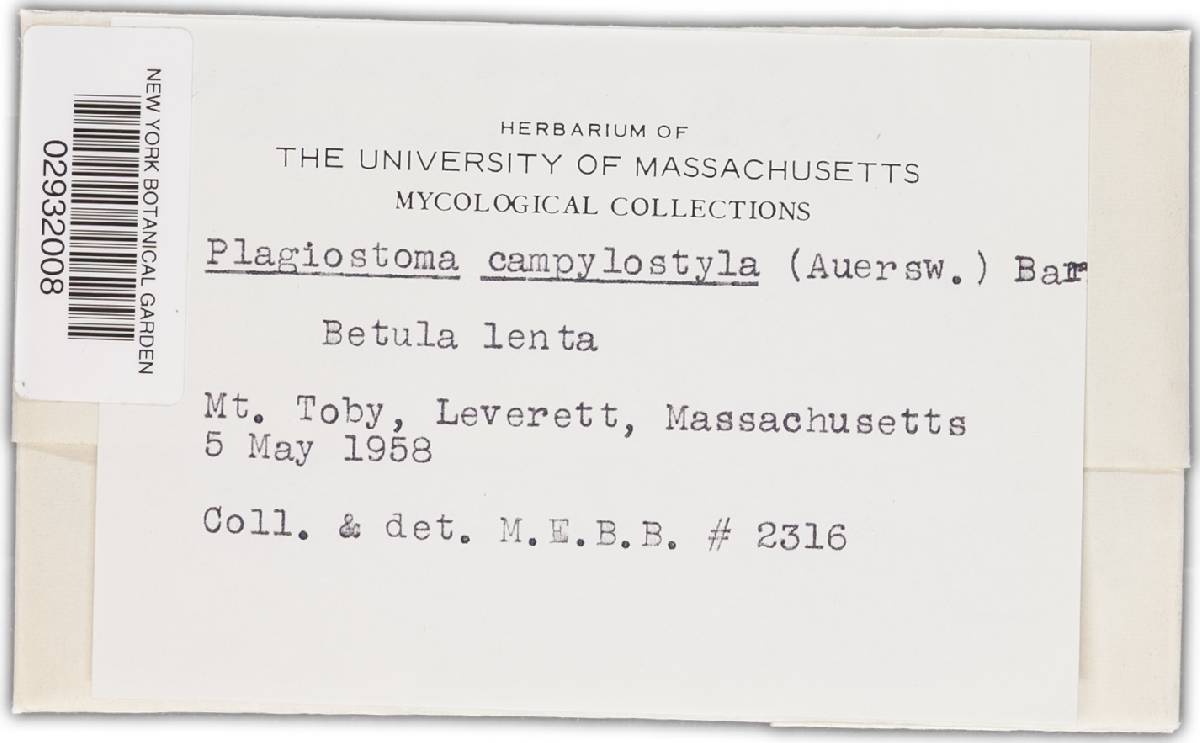 NEW YORK BOTANICAL GARDEN
02932008
HERBARIUM OF
THE UNIVERSITY OF MASSACHUSETTS
MYCOLOGICAL COLLECTIONS
Plagiostoma campylostyla (Auersw.) Barr
Betula lenta
Mt. Toby, Leverett, Massachusetts
5 May 1958
Coll. & det. M.E.B.B. # 2316